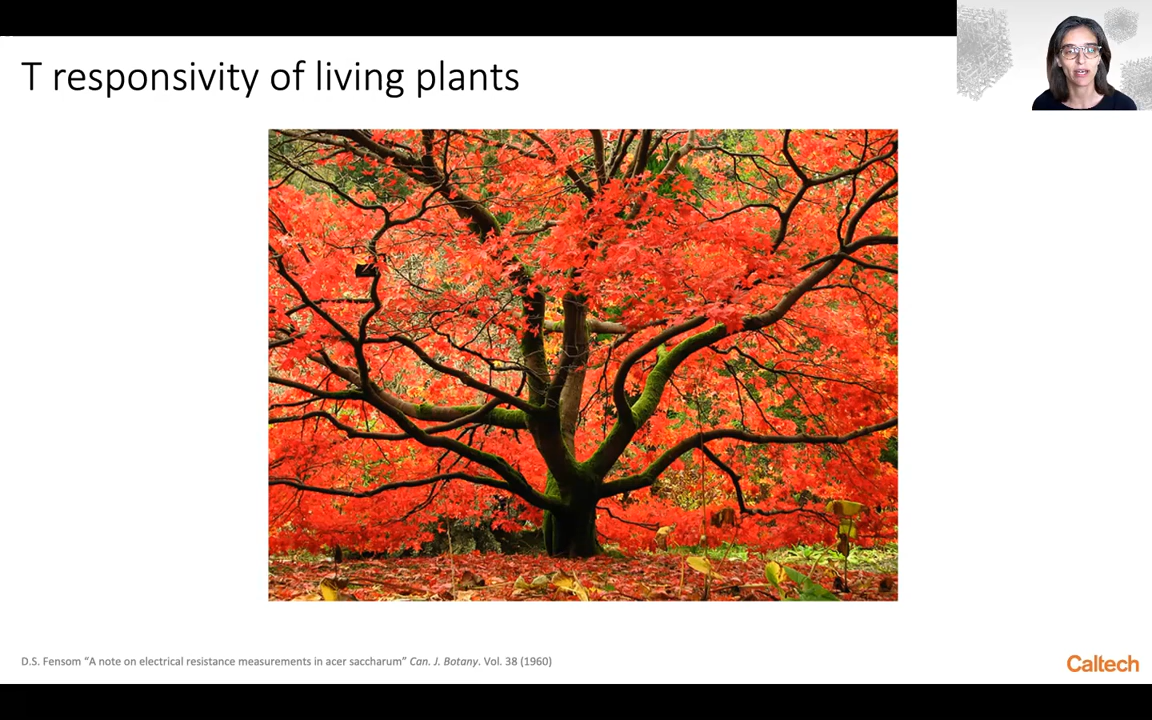 T responsivity of living plants
D.S. Fensom “A note on electrical resistance measurements in acer saccharum” Can. J. Botany. Vol. 38 (1960)
Caltech